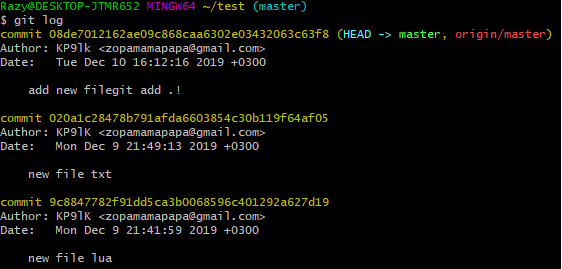 Razy@DESKTOP-JTMR652 MINGW64 ~/test (master)
$ git log
commit 08de7012162ae09c868caa6302e03432063c63f8 (HEAD -> master, origin/master)
Author: KP9lk <zopamamapapa@gmail.com>
Date:   Tue Dec 10 16:12:16 2019 +0300
    add new filegit add .!
commit 020a1c28478b791afda6603854c30b119f64af05
Author: KP9lK <zopamamapapa@gmail.com>
Date:   Mon Dec 9 21:49:13 2019 +0300
    new file txt
commit 9c8847782f91dd5ca3b0068596c401292a627d19
Author: KP9lK <zopamamapapa@gmail.com>
Date:   Mon Dec 9 21:41:59 2019 +0300
    new file lua